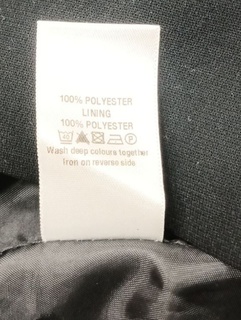 100% POLYESTER
LINING
100% POLYESTER
Wash deep colours together
Iron on reverse side